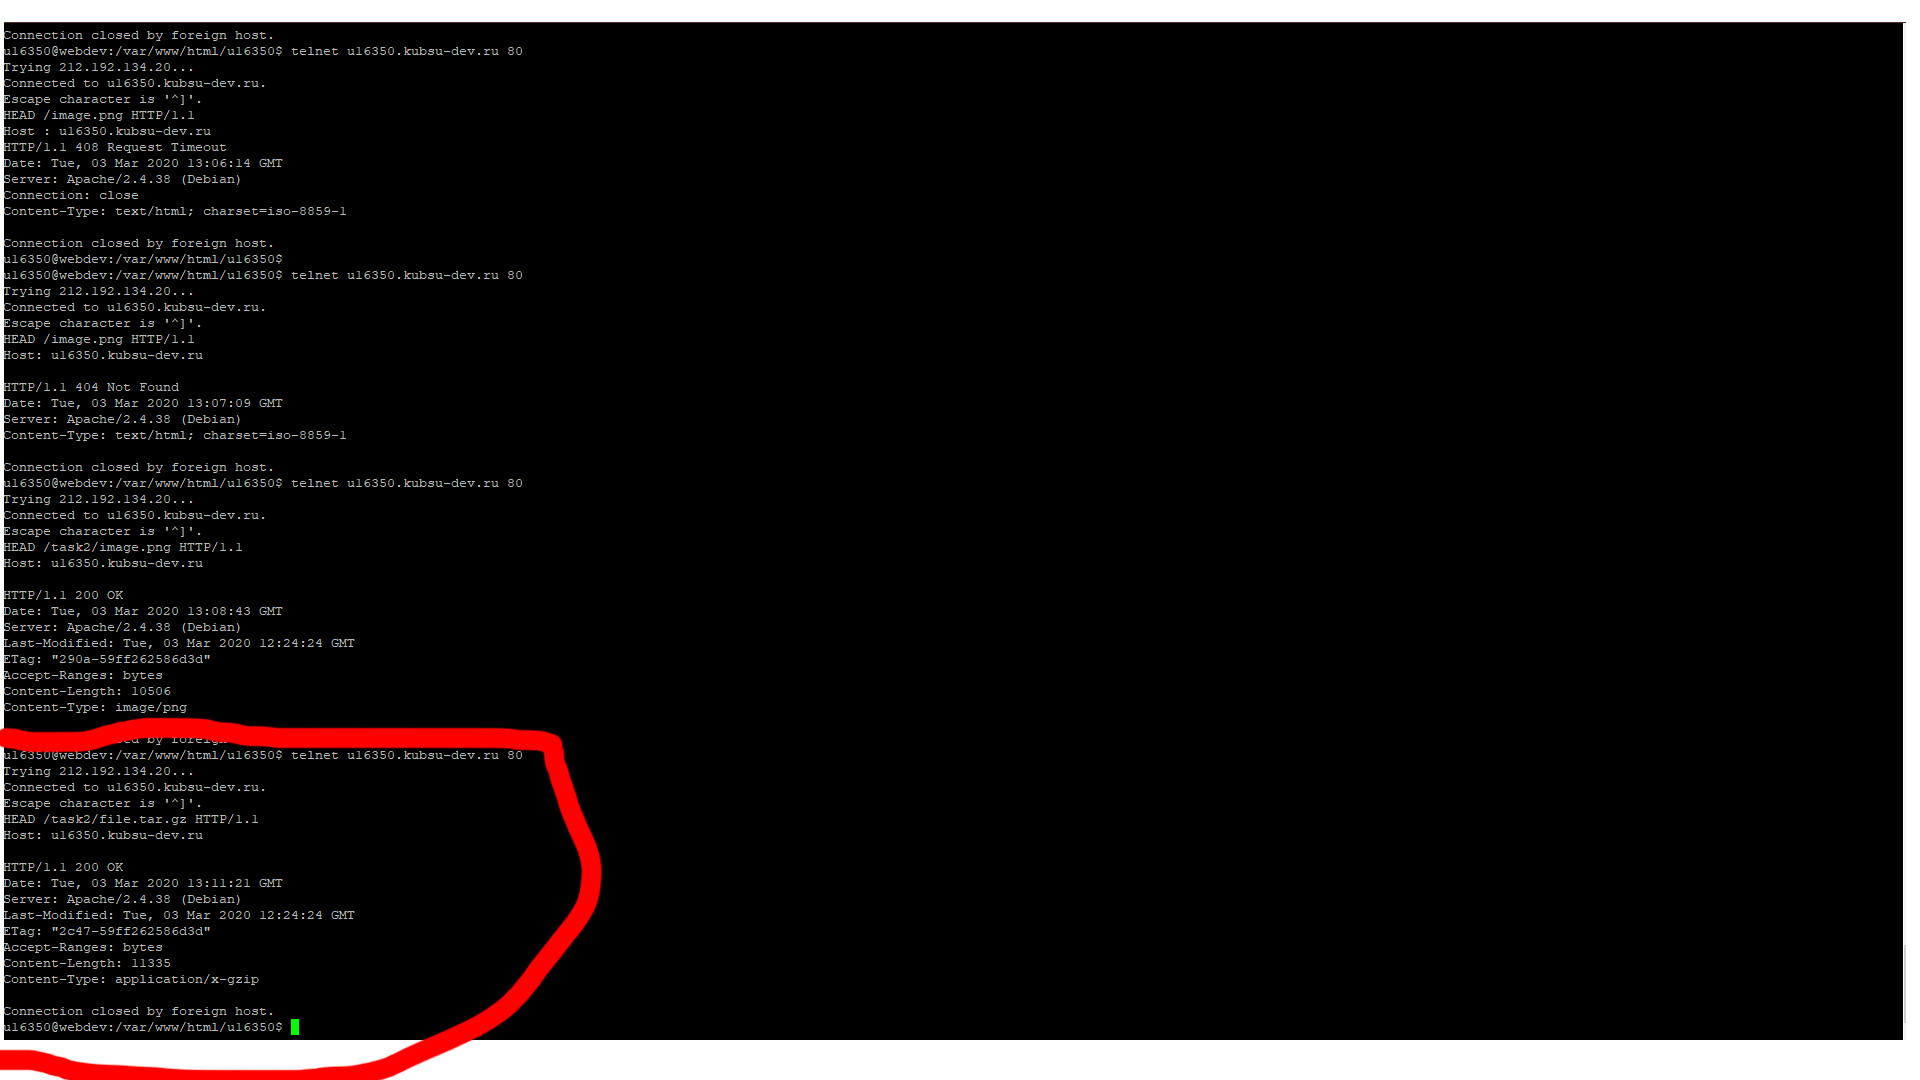 Connection closed by foreign host.
u16350@webdev:/var/www/html/u16350$ telnet u16350.kubsu-dev.ru 80
Trying 212.192.134.20...
Connected to u16350.kubsu-dev.ru.
Escape character is '^]'.
HEAD /image.png HTTP/1.1
Host : u16350.kubsu-dev.ru
HTTP/1.1 408 Request Timeout
Date: Tue, 03 Mar 2020 13:06:14 GMT
Server: Apache/2.4.38 (Debian)
Connection: close
Content-Type: text/html; charset=iso-8859-1
Connection closed by foreign host.
u16350@webdev:/var/www/html/u16350$
u16350@webdev:/var/www/html/u16350$ telnet u16350.kubsu-dev.ru 80
Trying 212.192.134.20...
Connected to u16350.kubsu-dev.ru.
Escape character is '^]'.
HEAD /image.png HTTP/1.1
Host: u16350.kubsu-dev.ru
HTTP/1.1 404 Not Found
Date: Tue, 03 Mar 2020 13:07:09 GMT
Server: Apache/2.4.38 (Debian)
Content-Type: text/html; charset=iso-8859-1
Connection closed by foreign host.
u16350@webdev:/var/www/html/u16350$ telnet u16350.kubsu-dev.ru 80
Trying 212.192.134.20...
Connected to u16350.kubsu-dev.ru.
Escape character is '^]'.
HEAD /task2/image.png HTTP/1.1
Host: u16350.kubsu-dev.ru
HTTP/1.1 200 OK
Date: Tue, 03 Mar 2020 13:08:43 GMT
Server: Apache/2.4.38 (Debian)
Last-Modified: Tue, 03 Mar 2020 12:24:24 GMT
ETag: "290a-59ff262586d3d"
Accept-Ranges: bytes
Content-Length: 10506
Content-Type: image/png
by foreign
u16350@webdev:/var/www/html/u16350$ telnet u16350.kubsu-dev.ru 80
Trying 212.192.134.20...
Connected to u16350.kubsu-dev.ru.
Escape character is '^]'.
HEAD /task2/file.tar.gz HTTP/1.1
Host: u16350.kubsu-dev.ru
HTTP/1.1 200 OK
Date: Tue, 03 Mar 2020 13:11:21 GMT
Server: Apache/2.4.38 (Debian)
Last-Modified: Tue, 03 Mar 2020 12:24:24 GMT
ETag: "2c47-59ff262586d3d"
Accept-Ranges: bytes
Content-Length: 11335
Content-Type: application/x-gzip
Connection closed by foreign host.
u16350@webdev:/var/www/html/u16350$